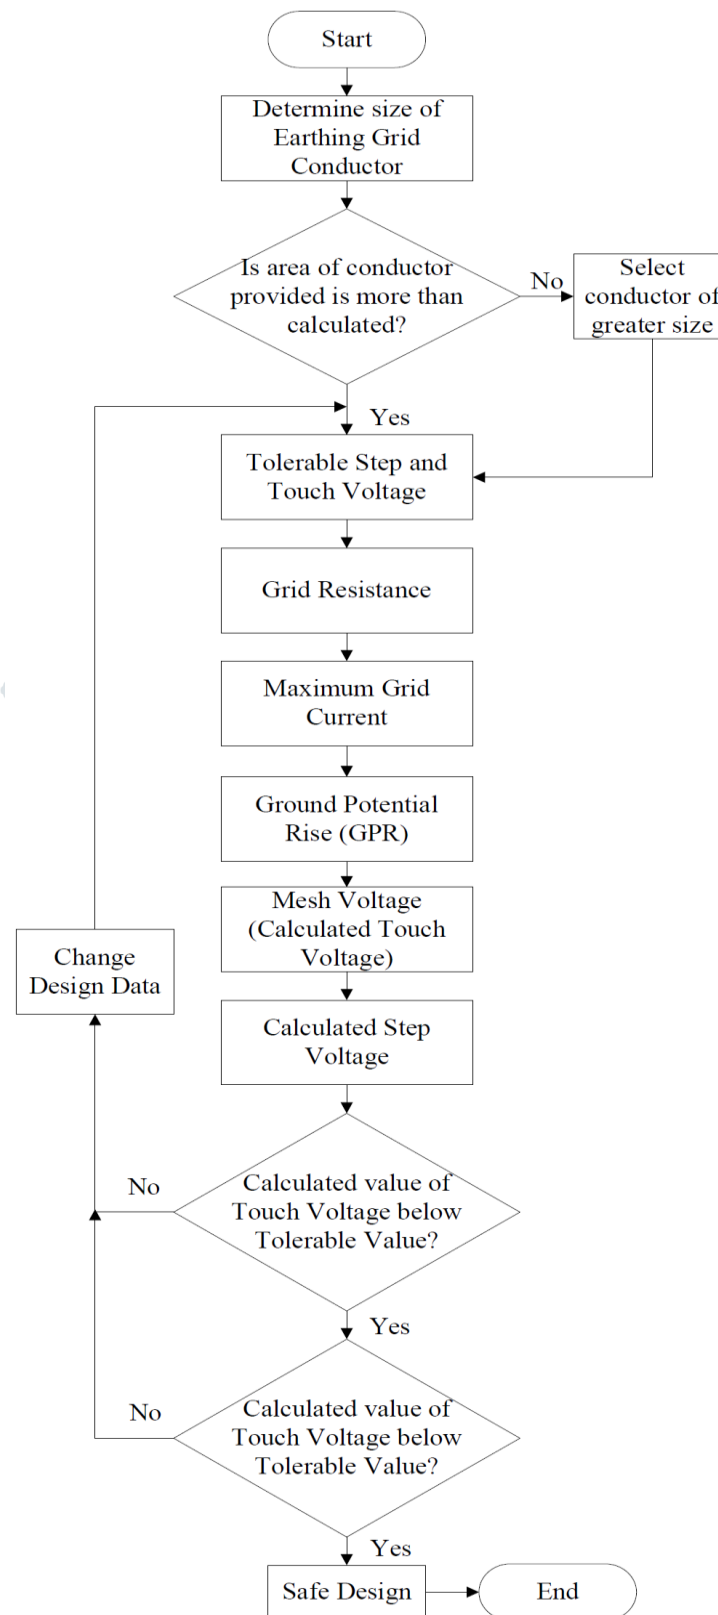 Start
Determine size of
Earthing Grid
Conductor
Is area of conductor
provided is more than
calculated?
No
Select
conductor of
greater size
Yes
Tolerable Step and
Touch Voltage
Grid Resistance
Maximum Grid
Current
Ground Potential
Rise (GPR)
Mesh Voltage
(Calculated Touch
Voltage)
Change
Design Data
Calculated Step
Voltage
No
Calculated value of
Touch Voltage below
Tolerable Value?
Yes
No
Calculated value of
Touch Voltage below
Tolerable Value?
Yes
Safe Design
End